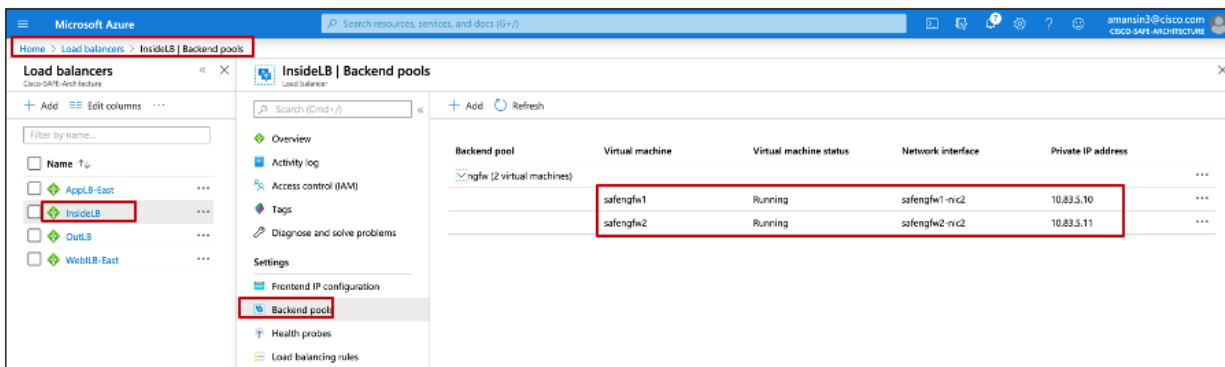 Microsoft Azure
Search resources, services, and docs (G+/)
amansin3@cisco.com
CISCO-SAFE-ARCHITECTURE
Home > Load balancers > InsideLB | Backend pools
Load balancers
Cisco-SAFE-Architecture
+ Add Edit columns ...
Filter by name...
Name
AppLB-East ...
InsideLB ...
OutLB ...
WebILB-East ...
InsideLB | Backend pools
Load balancer
Search (Cmd+/)
Overview
Activity log
Access control (IAM)
Tags
Diagnose and solve problems
Settings
Frontend IP configuration
Backend pools
Health probes
Load balancing rules
+ Add Refresh
Backend pool Virtual machine Virtual machine status Network interface Private IP address
ngfw (2 virtual machines) ...
safengfw1 Running safengfw1-nic2 10.83.5.10 ...
safengfw2 Running safengfw2-nic2 10.83.5.11 ...